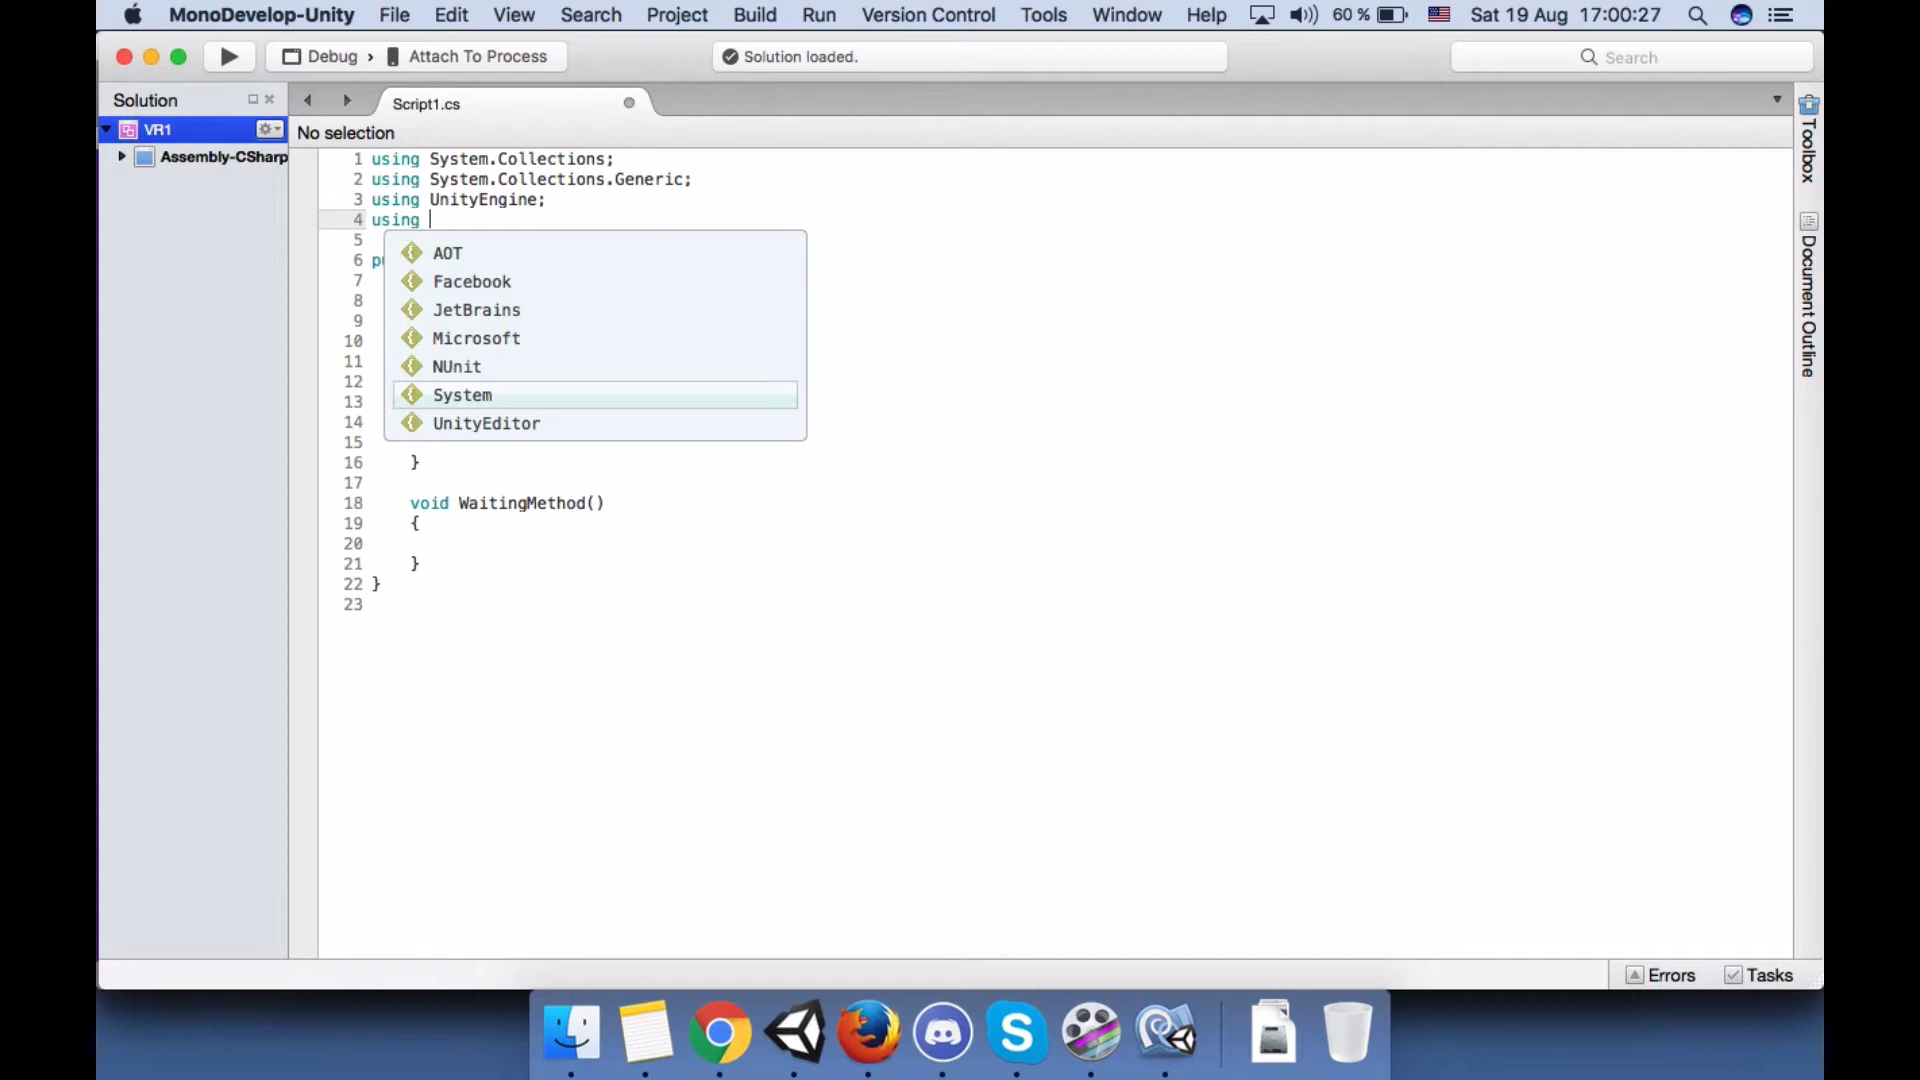 MonoDevelop-Unity File Edit View Search Project Build Run Version Control Tools Window Help 60 % Sat 19 Aug 17:00:27
Debug › Attach To Process Solution loaded. Search
Solution Script1.cs
VR1 No selection
Assembly-CSharp
1 using System.Collections;
2 using System.Collections.Generic;
3 using UnityEngine;
4 using
5
6 pu
7
8
9
10
11
12
13
14
15
16 }
17
18 void WaitingMethod()
19 {
20
21 }
22 }
23
AOT
Facebook
JetBrains
Microsoft
NUnit
System
UnityEditor
Toolbox
Document Outline
Errors Tasks